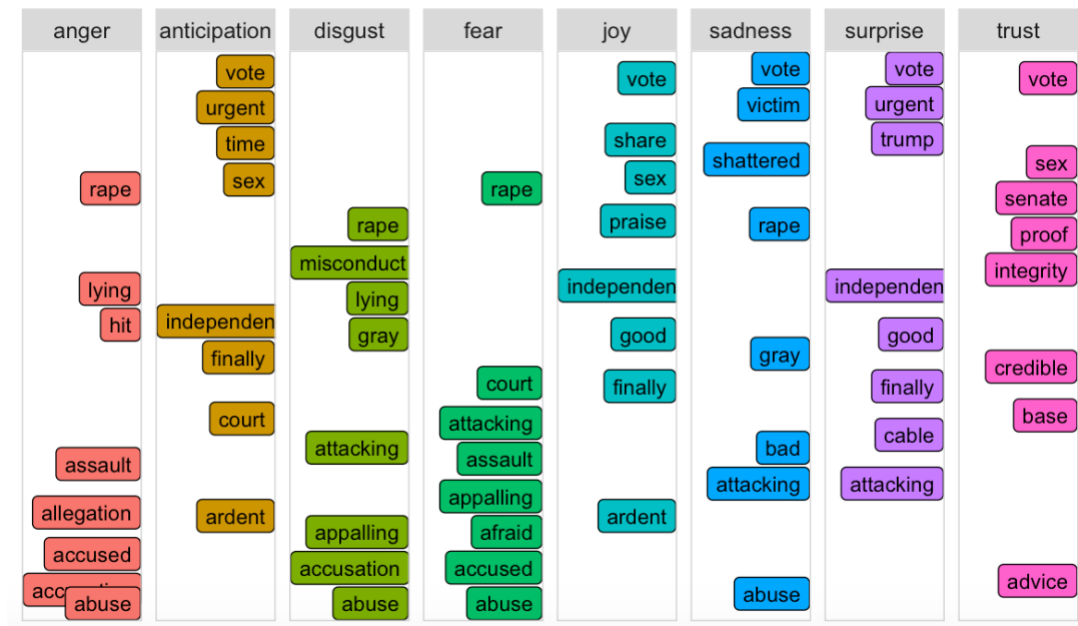 anger
rape
lying
hit
assault
allegation
accused
abuse
anticipation
vote
urgent
time
sex
independen
finally
court
ardent
disgust
rape
misconduct
lying
gray
attacking
appalling
accusation
abuse
fear
rape
court
attacking
assault
appalling
afraid
accused
abuse
joy
vote
share
sex
praise
independen
good
finally
ardent
sadness
vote
victim
shattered
rape
gray
bad
attacking
abuse
surprise
vote
urgent
trump
independen
good
finally
cable
attacking
trust
vote
sex
senate
proof
integrity
credible
base
advice